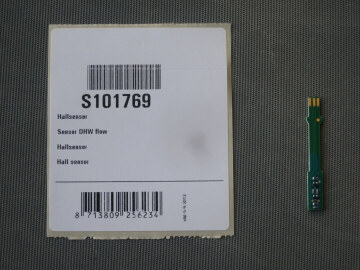 S101769
Hallsensor
Sensor DHW flow
Hallsensor
Hall sensor
8 713809 256234